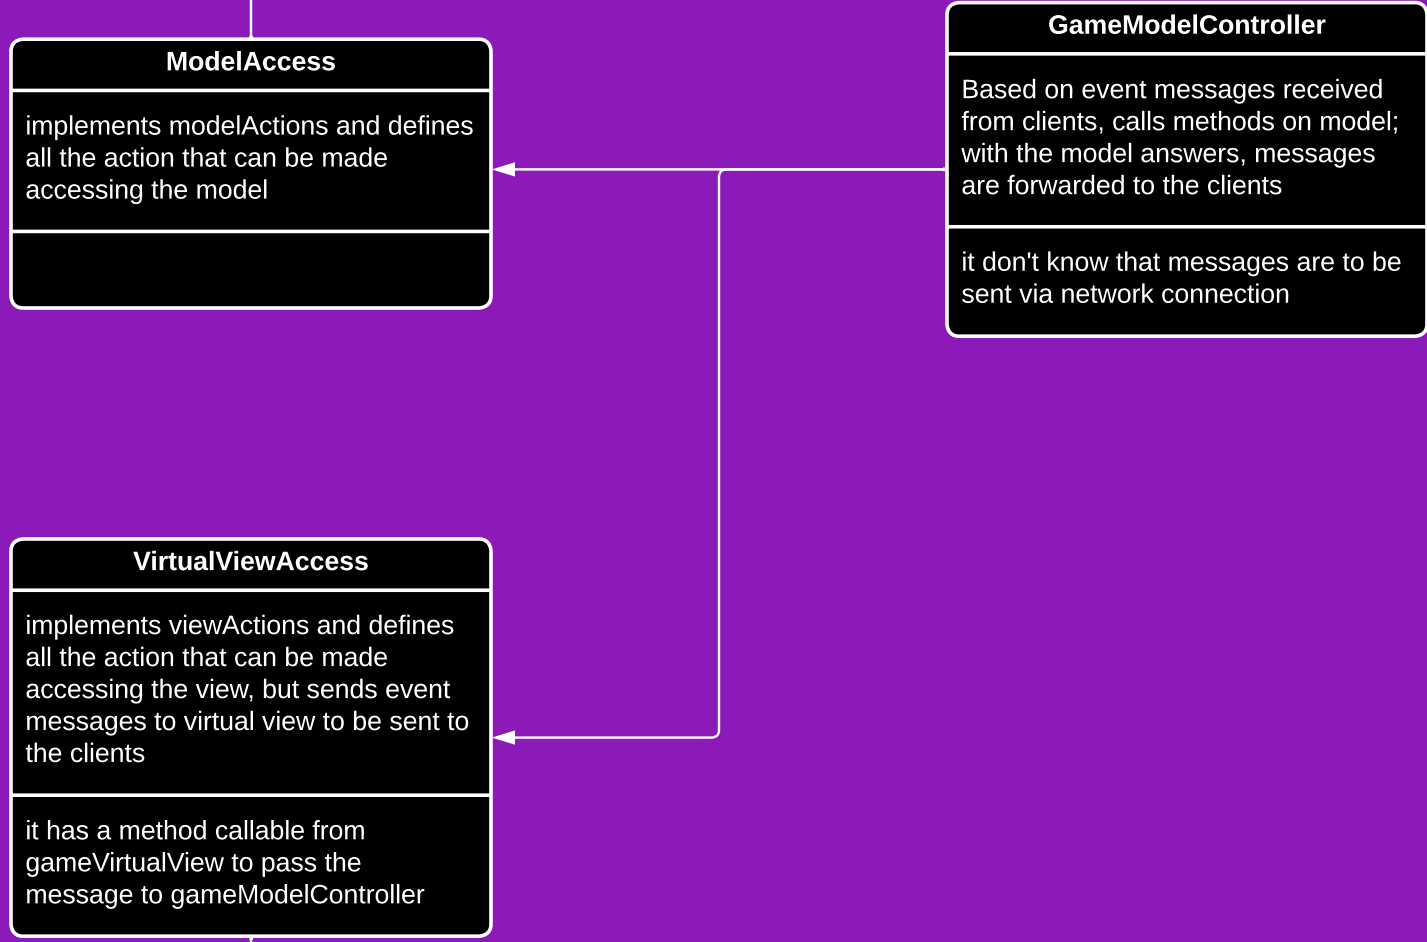 ModelAccess
implements modelActions and defines
all the action that can be made
accessing the model
GameModelController
Based on event messages received
from clients, calls methods on model;
with the model answers, messages
are forwarded to the clients
it don't know that messages are to be
sent via network connection
VirtualViewAccess
implements viewActions and defines
all the action that can be made
accessing the view, but sends event
messages to virtual view to be sent to
the clients
it has a method callable from
gameVirtualView to pass the
message to gameModelController